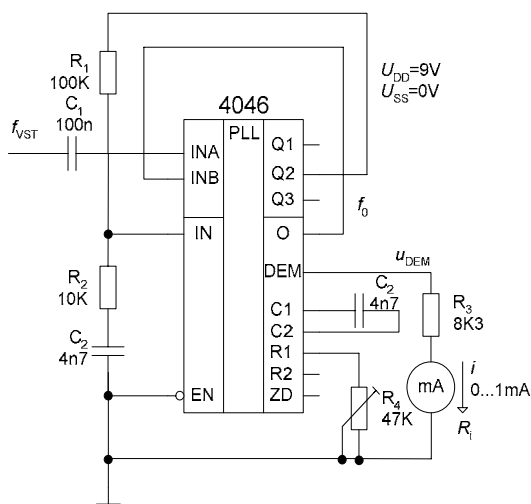 R1
100K
C1
100n
fVST
4046
PLL
INA
INB
IN
EN
Q1
Q2
Q3
O
DEM
C1
C2
R1
R2
ZD
UDD=9V
USS=0V
f0
uDEM
C2
4n7
R3
8K3
mA
i
0...1mA
Ri
R4
47K
R2
10K
C2
4n7